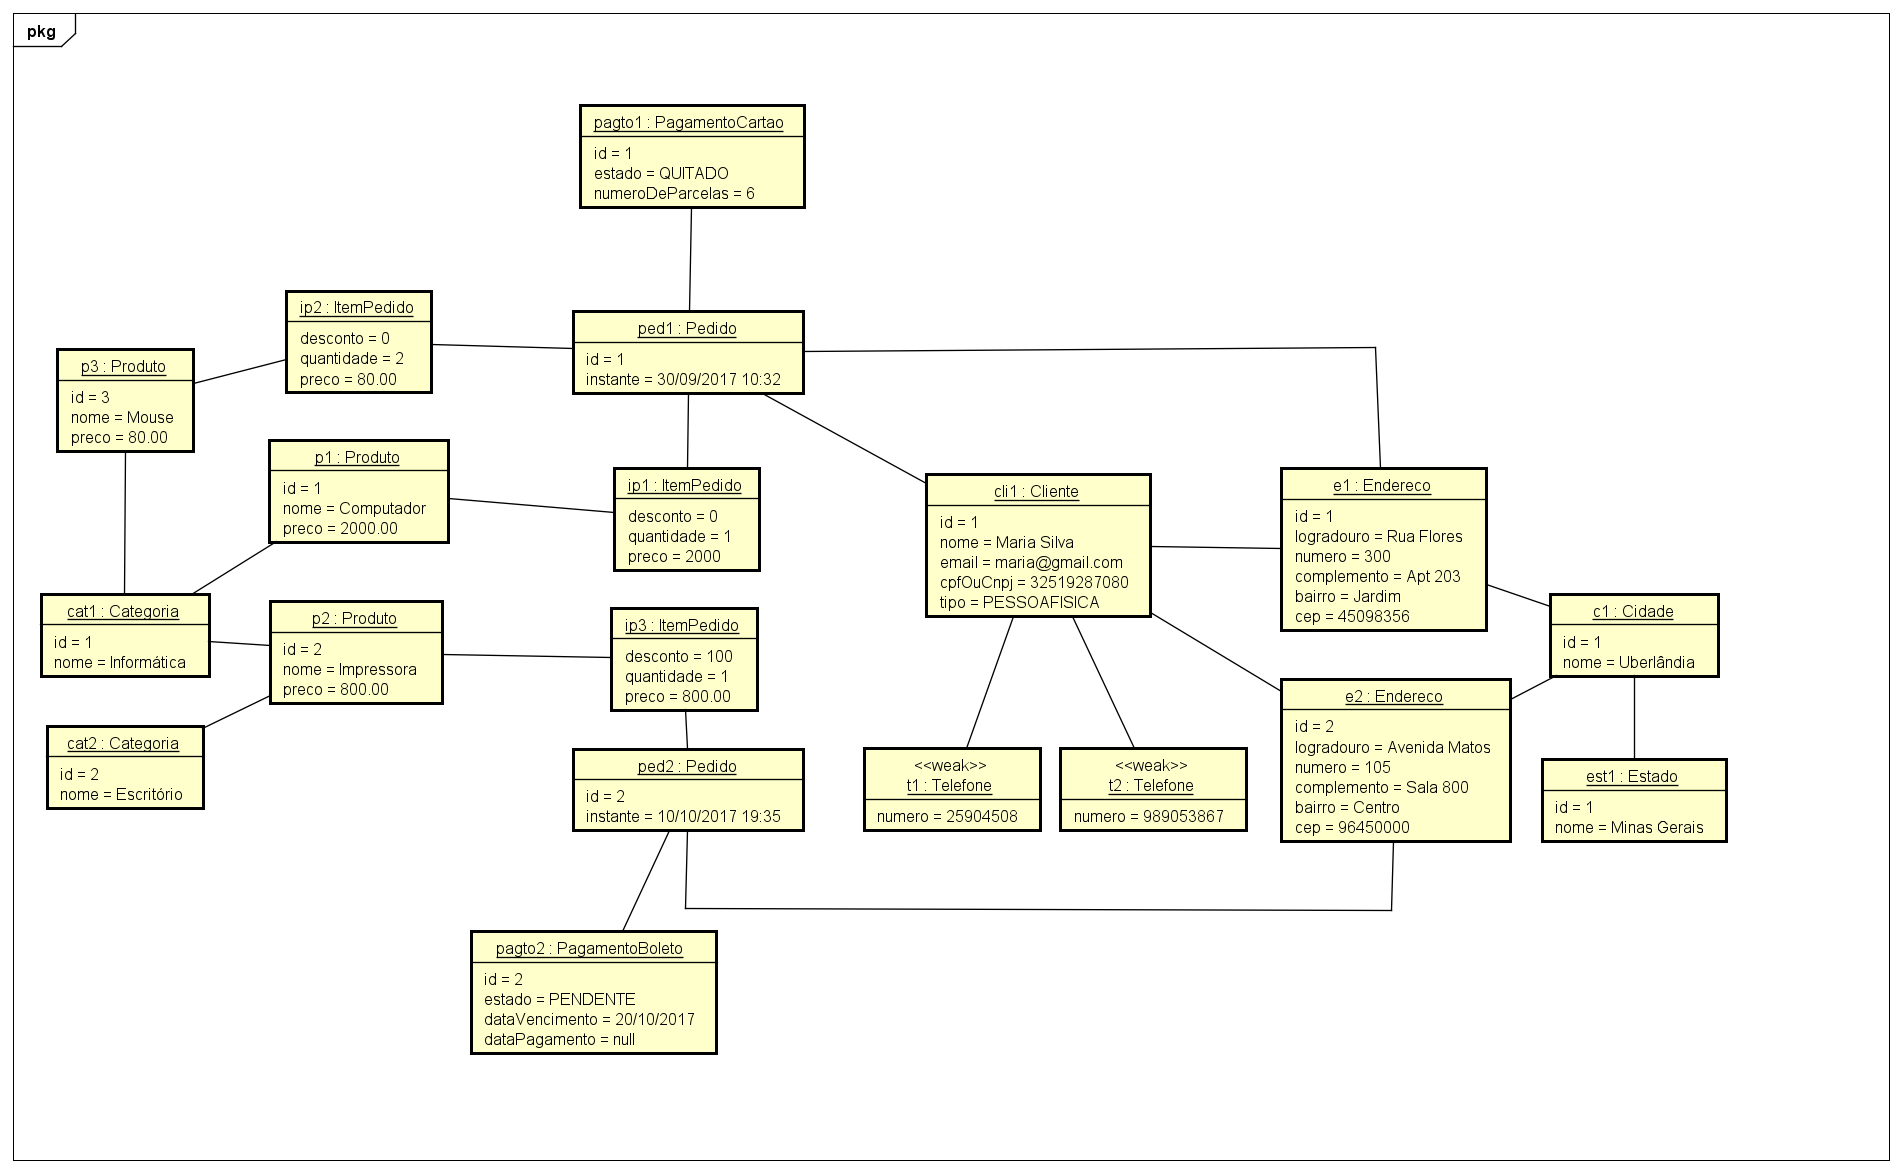 pkg
pagto1 : PagamentoCartao
id = 1
estado = QUITADO
numeroDeParcelas = 6
ip2 : ItemPedido
desconto = 0
quantidade = 2
preco = 80.00
ped1 : Pedido
id = 1
instante = 30/09/2017 10:32
p3 : Produto
id = 3
nome = Mouse
preco = 80.00
p1 : Produto
id = 1
nome = Computador
preco = 2000.00
ip1 : ItemPedido
desconto = 0
quantidade = 1
preco = 2000
cli1 : Cliente
id = 1
nome = Maria Silva
email = maria@gmail.com
cpfOuCnpj = 32519287080
tipo = PESSOAFISICA
e1 : Endereco
id = 1
logradouro = Rua Flores
numero = 300
complemento = Apt 203
bairro = Jardim
cep = 45098356
cat1 : Categoria
id = 1
nome = Informática
p2 : Produto
id = 2
nome = Impressora
preco = 800.00
ip3 : ItemPedido
desconto = 100
quantidade = 1
preco = 800.00
c1 : Cidade
id = 1
nome = Uberlândia
cat2 : Categoria
id = 2
nome = Escritório
ped2 : Pedido
id = 2
instante = 10/10/2017 19:35
<<weak>>
t1 : Telefone
numero = 25904508
<<weak>>
t2 : Telefone
numero = 989053867
e2 : Endereco
id = 2
logradouro = Avenida Matos
numero = 105
complemento = Sala 800
bairro = Centro
cep = 96450000
est1 : Estado
id = 1
nome = Minas Gerais
pagto2 : PagamentoBoleto
id = 2
estado = PENDENTE
dataVencimento = 20/10/2017
dataPagamento = null